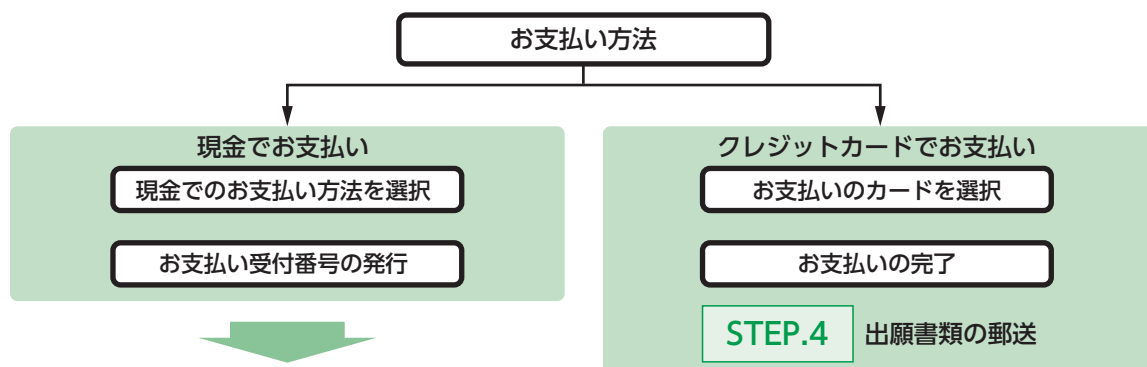 お支払い方法
現金でお支払い
現金でのお支払い方法を選択
お支払い受付番号の発行
クレジットカードでお支払い
お支払いのカードを選択
お支払いの完了
STEP.4 出願書類の郵送